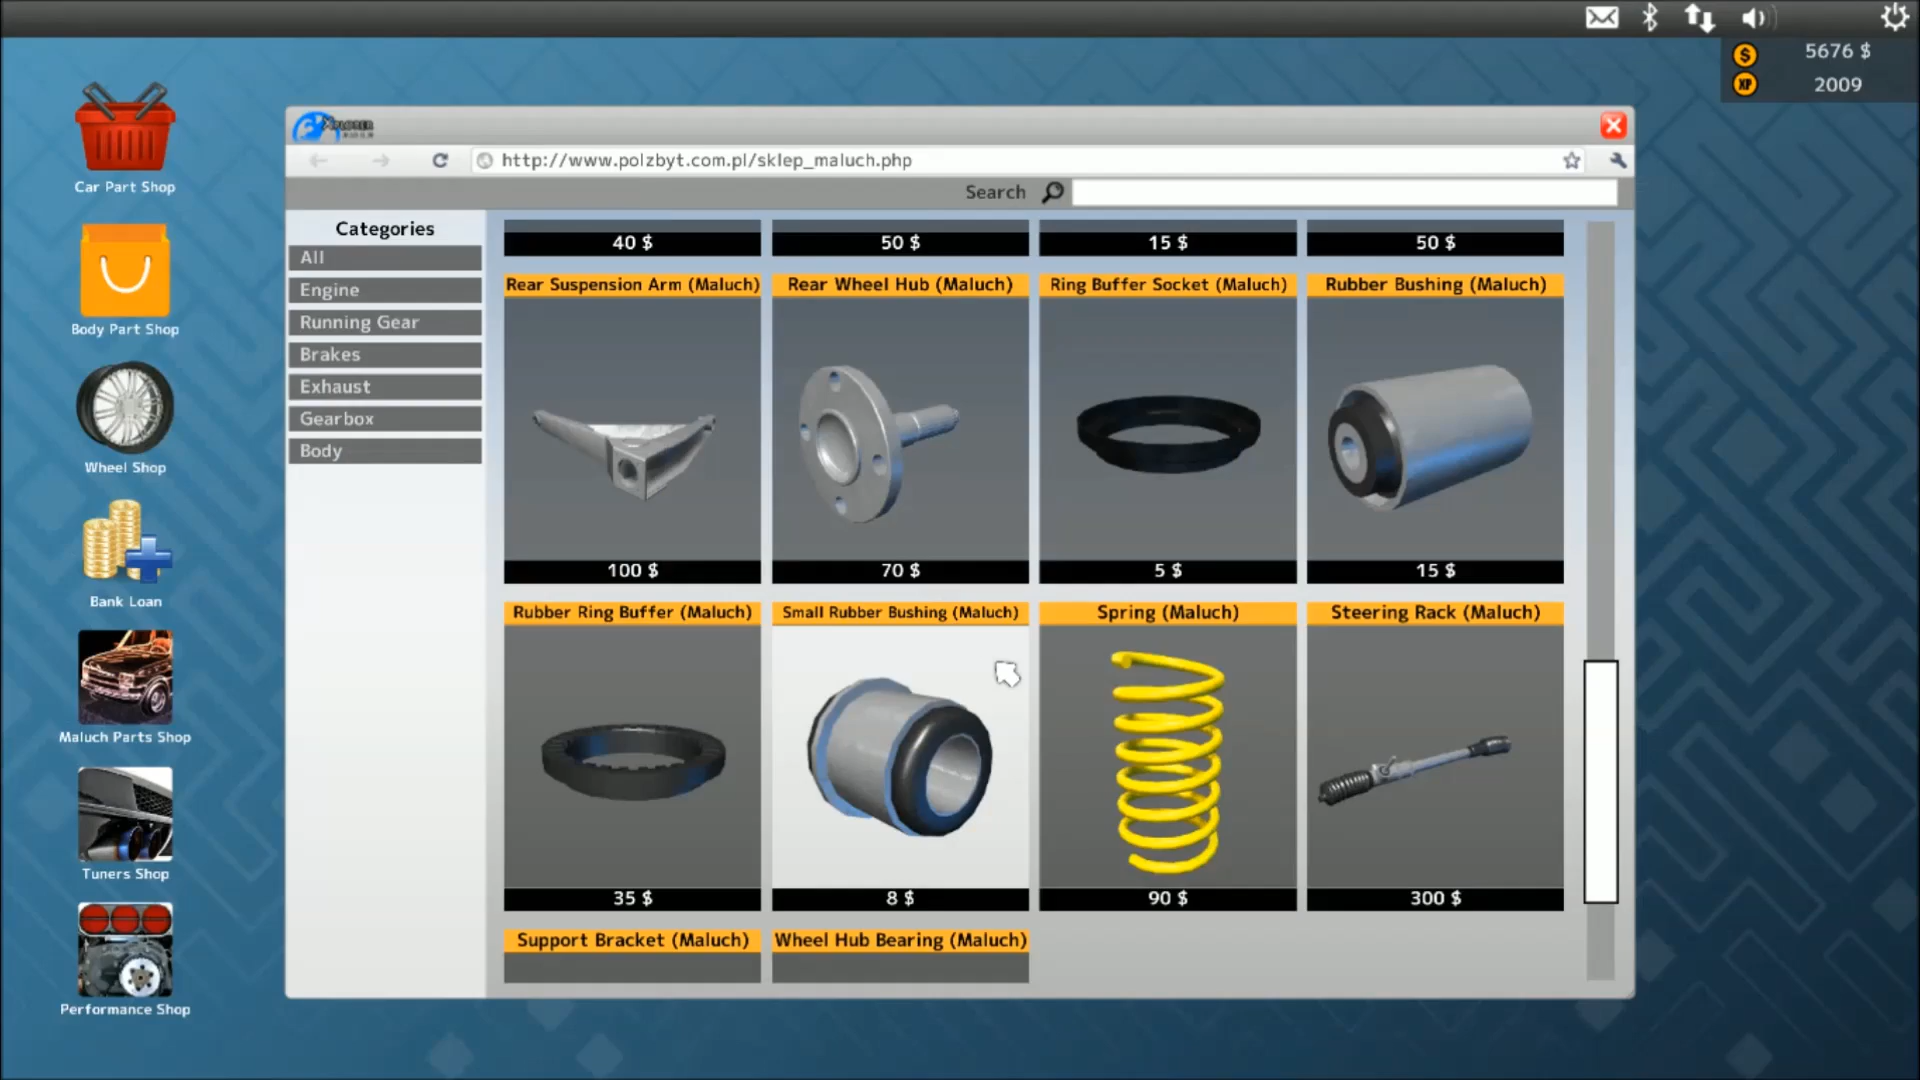 5676 $
XP 2009
Car Part Shop
Body Part Shop
Wheel Shop
Bank Loan
Maluch Parts Shop
Tuners Shop
Performance Shop
http://www.polzbyt.com.pl/sklep_maluch.php
Search
Categories
All
Engine
Running Gear
Brakes
Exhaust
Gearbox
Body
40 $ 50 $ 15 $ 50 $
Rear Suspension Arm (Maluch) Rear Wheel Hub (Maluch) Ring Buffer Socket (Maluch) Rubber Bushing (Maluch)
100 $ 70 $ 5 $ 15 $
Rubber Ring Buffer (Maluch) Small Rubber Bushing (Maluch) Spring (Maluch) Steering Rack (Maluch)
35 $ 8 $ 90 $ 300 $
Support Bracket (Maluch) Wheel Hub Bearing (Maluch)